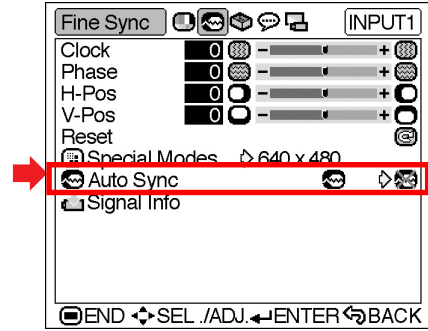 Fine Sync INPUT1
Clock 0 - +
Phase 0 - +
H-Pos 0 - +
V-Pos 0 - +
Reset
Special Modes 640 x 480
Auto Sync
Signal Info
END SEL ./ADJ. ENTER BACK